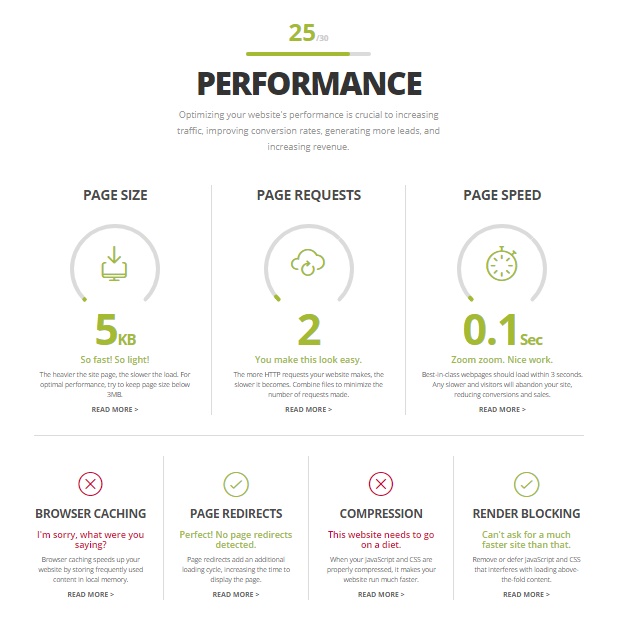 25/30
PERFORMANCE
Optimizing your website's performance is crucial to increasing
traffic, improving conversion rates, generating more leads, and
increasing revenue.
PAGE SIZE
5KB
So fast! So light!
The heavier the site page, the slower the load. For
optimal performance, try to keep page size below
3MB.
READ MORE >
PAGE REQUESTS
2
You make this look easy.
The more HTTP requests your website makes, the
slower it becomes. Combine files to minimize the
number of requests made.
READ MORE >
PAGE SPEED
0.1Sec
Zoom zoom. Nice work.
Best-in-class webpages should load within 3 seconds.
Any slower and visitors will abandon your site,
reducing conversions and sales.
READ MORE >
BROWSER CACHING
I'm sorry, what were you
saying?
Browser caching speeds up your
website by storing frequently used
content in local memory.
READ MORE >
PAGE REDIRECTS
Perfect! No page redirects
detected.
Page redirects add an additional
loading cycle, increasing the time to
display the page.
READ MORE >
COMPRESSION
This website needs to go
on a diet.
When your JavaScript and CSS are
properly compressed, it makes your
website run much faster.
READ MORE >
RENDER BLOCKING
Can't ask for a much
faster site than that.
Remove or defer JavaScript and CSS
that interferes with loading above-
the-fold content.
READ MORE >